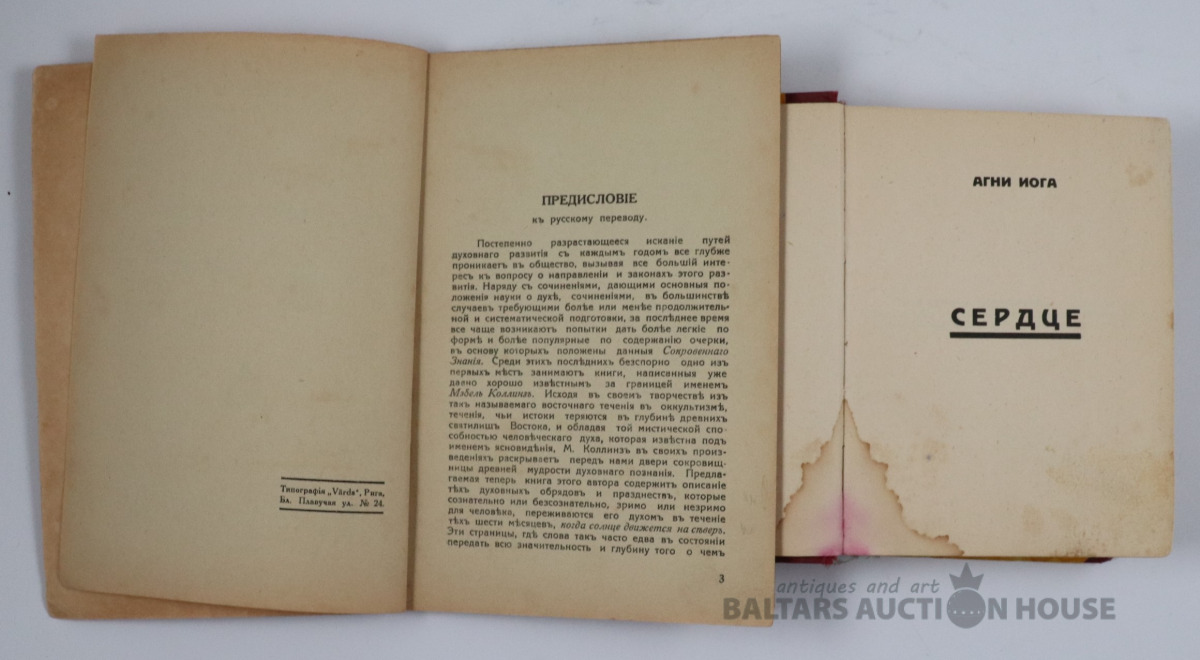 Типографія „Vārds", Рига,
Бл. Плавучая ул. № 24.
ПРЕДИСЛОВІЕ
къ русскому переводу.
Постепенно разрастающееся исканіе путей
духовнаго развитія съ каждымъ годомъ все глубже
проникаетъ въ общество, вызывая все большій инте-
ресъ къ вопросу о направленіи и законахъ этого раз-
витія. Наряду съ сочиненіями, дающими основныя по-
ложенія науки о духѣ, сочиненіями, въ большинствѣ
случаевъ требующими болѣе или менѣе продолжитель-
ной и систематической подготовки, за послѣднее время
все чаще возникаютъ попытки дать болѣе легкіе по
формѣ и болѣе популярные по содержанію очерки,
въ основу которыхъ положены данныя Сокровеннаго
Знанія. Среди этихъ послѣднихъ безспорно одно изъ
первыхъ мѣстъ занимаютъ книги, написанныя уже
давно хорошо извѣстнымъ за границей именемъ
Мэбель Коллинзъ. Исходя въ своемъ творчествѣ изъ
такъ называемаго восточнаго теченія въ оккультизмѣ,
теченія, чьи истоки теряются въ глубинѣ древнихъ
святилищъ Востока, и обладая той мистической спо-
собностью человѣческаго духа, которая извѣстна подъ
именемъ ясновидѣнія, М. Коллинзъ въ своихъ произ-
веденіяхъ раскрываетъ передъ нами двери сокровищ-
ницы древней мудрости духовнаго познанія. Предла-
гаемая теперь книга этого автора содержитъ описаніе
тѣхъ духовныхъ обрядовъ и празднествъ, которые
сознательно или безсознательно, зримо или незримо
для человѣка, переживаются его духомъ въ теченіе
тѣхъ шести мѣсяцевъ, когда солнце движется на сѣверъ.
Эти страницы, гдѣ слова такъ часто едва въ состояніи
передать всю значительность и глубину того о чемъ
3
АГНИ ИОГА
СЕРДЦЕ
antiques and art
BALTARS AUCTION HOUSE